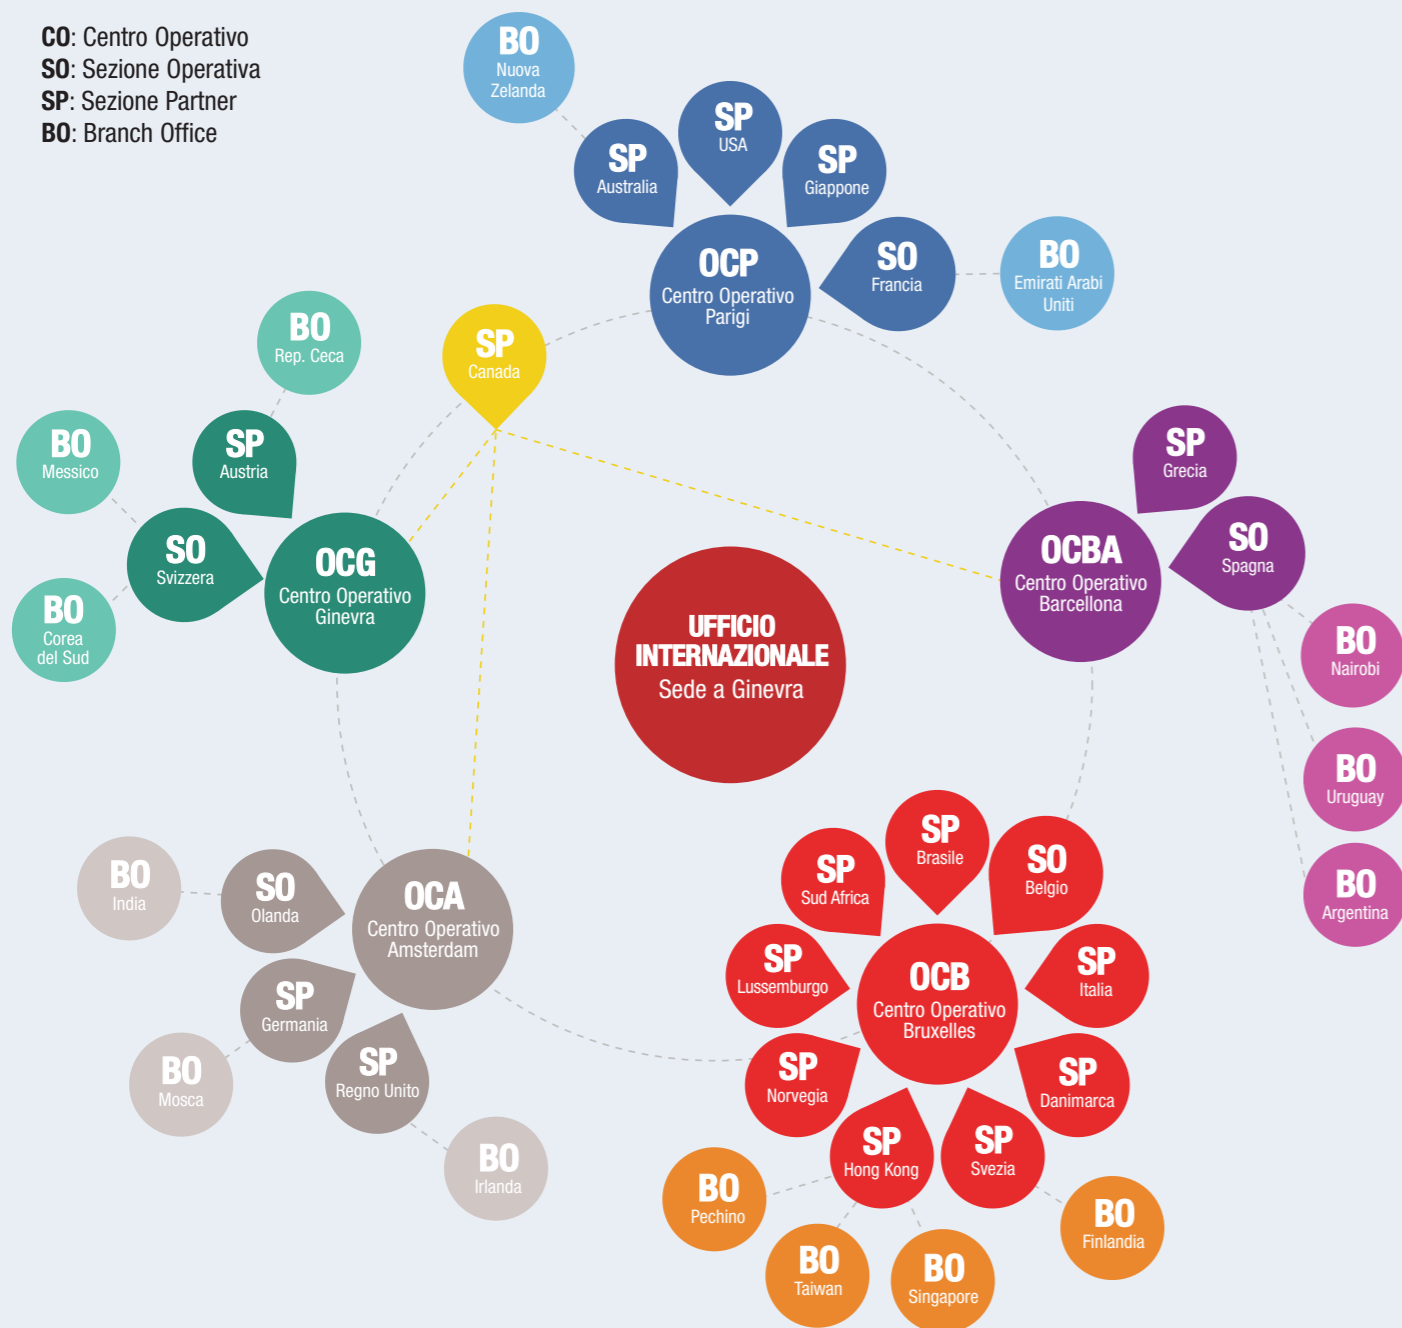 CO: Centro Operativo
SO: Sezione Operativa
SP: Sezione Partner
BO: Branch Office
BO
Nuova
Zelanda
SP
Australia
SP
USA
SP
Giappone
OCP
Centro Operativo
Parigi
SO
Francia
BO
Emirati Arabi
Uniti
SP
Canada
BO
Rep. Ceca
BO
Messico
SP
Austria
SO
Svizzera
BO
Corea
del Sud
OCG
Centro Operativo
Ginevra
UFFICIO
INTERNAZIONALE
Sede a Ginevra
SP
Grecia
OCBA
Centro Operativo
Barcellona
SO
Spagna
BO
Nairobi
BO
Uruguay
BO
Argentina
BO
India
SO
Olanda
OCA
Centro Operativo
Amsterdam
SP
Germania
BO
Mosca
SP
Regno Unito
BO
Irlanda
SP
Brasile
SO
Belgio
SP
Sud Africa
SP
Lussemburgo
OCB
Centro Operativo
Bruxelles
SP
Italia
SP
Norvegia
SP
Danimarca
SP
Hong Kong
SP
Svezia
BO
Pechino
BO
Taiwan
BO
Singapore
BO
Finlandia